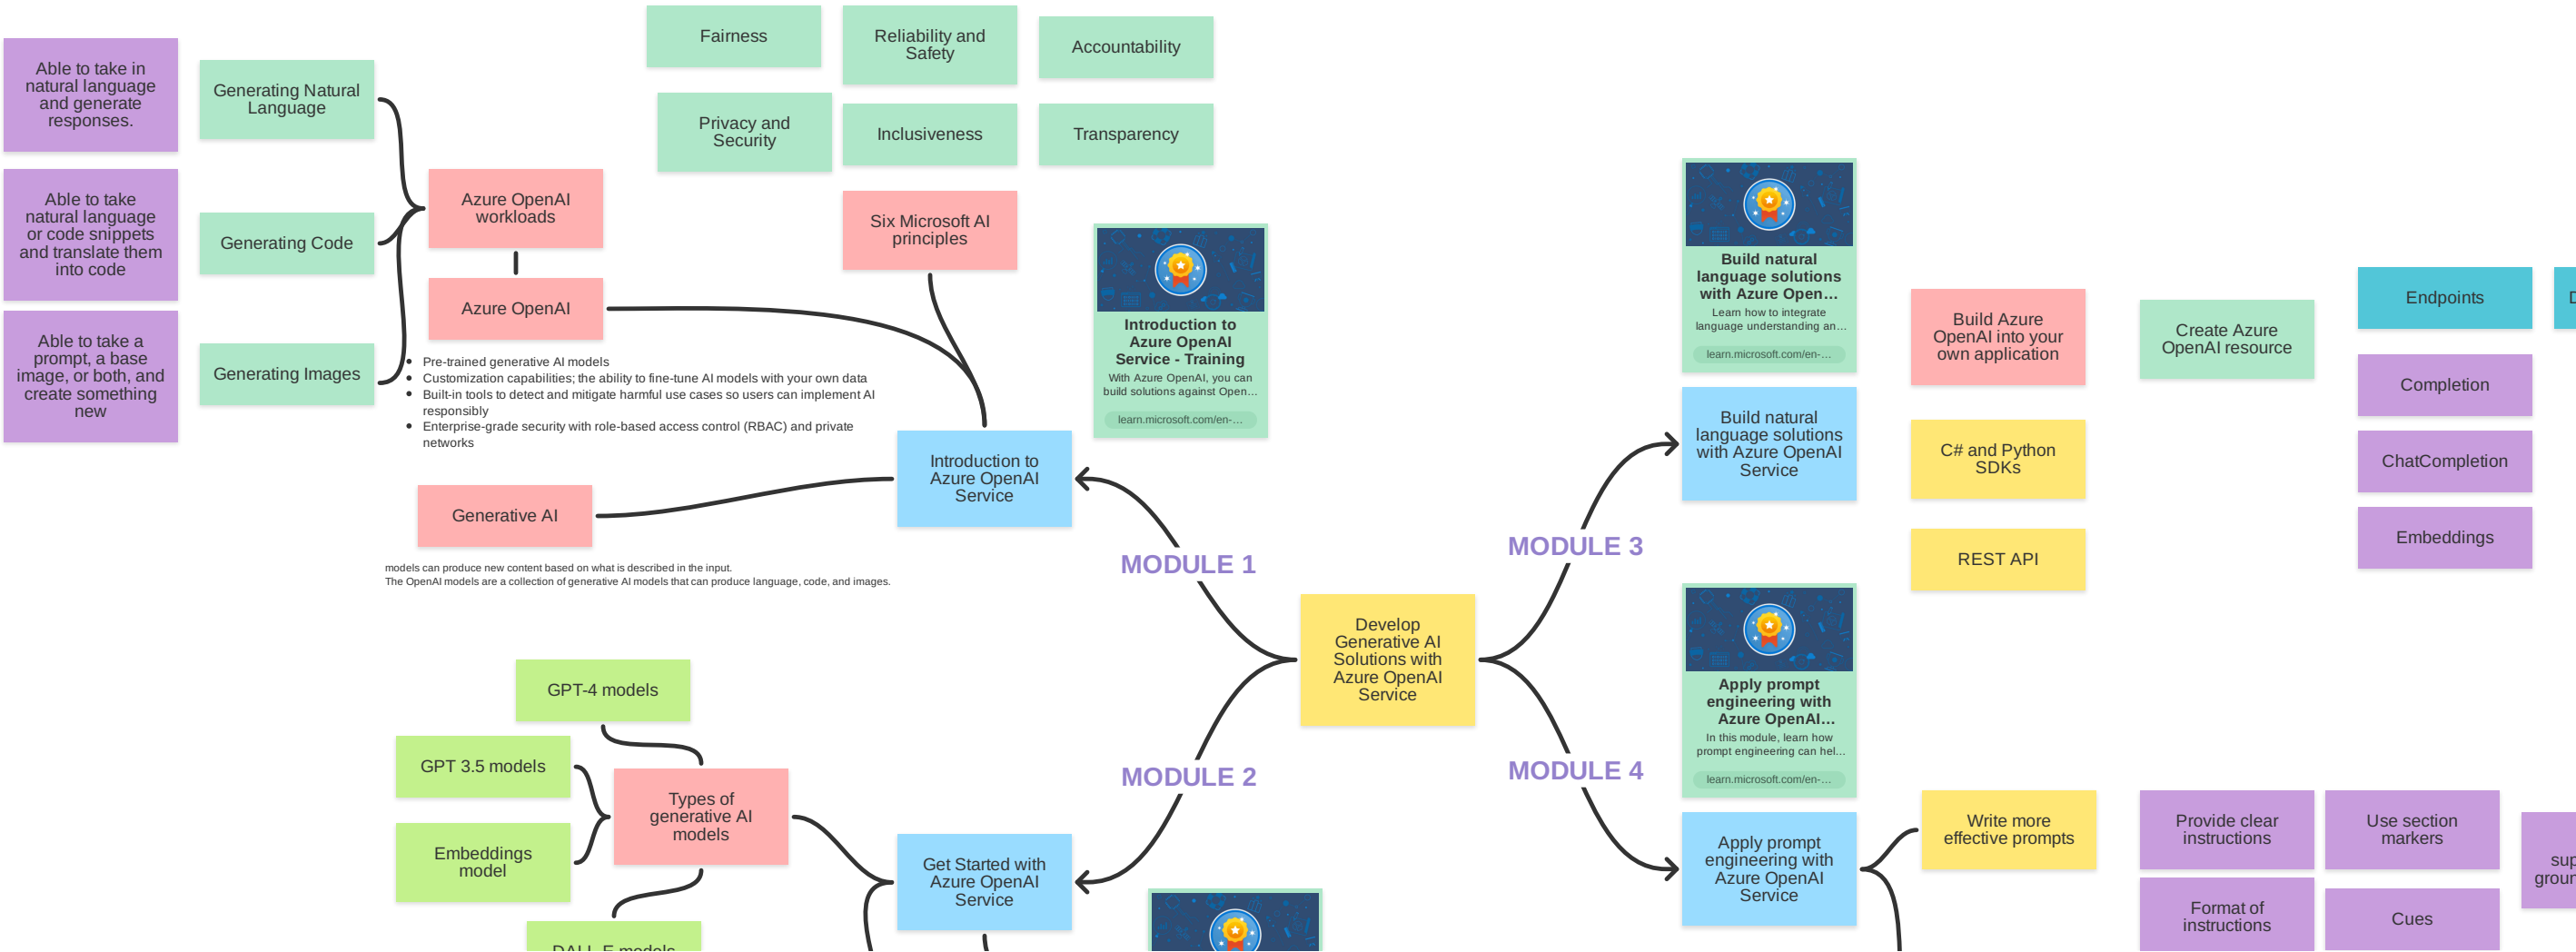 Able to take in
natural language
and generate
responses.
Generating Natural
Language
Able to take
natural language
or code snippets
and translate them
into code
Generating Code
Able to take a
prompt, a base
image, or both, and
create something
new
Generating Images
Azure OpenAI
workloads
Azure OpenAI
• Pre-trained generative AI models
• Customization capabilities; the ability to fine-tune AI models with your own data
• Built-in tools to detect and mitigate harmful use cases so users can implement AI
responsibly
• Enterprise-grade security with role-based access control (RBAC) and private
networks
Generative AI
models can produce new content based on what is described in the input.
The OpenAI models are a collection of generative AI models that can produce language, code, and images.
Fairness
Reliability and
Safety
Accountability
Privacy and
Security
Inclusiveness
Transparency
Six Microsoft AI
principles
Introduction to
Azure OpenAI
Service - Training
With Azure OpenAI, you can
build solutions against Open...
learn.microsoft.com/en-...
Introduction to
Azure OpenAI
Service
MODULE 1
MODULE 2
Develop
Generative AI
Solutions with
Azure OpenAI
Service
MODULE 3
MODULE 4
GPT-4 models
GPT 3.5 models
Embeddings
model
Types of
generative AI
models
DALL-E models
Get Started with
Azure OpenAI
Service
Build natural
language solutions
with Azure Open...
Learn how to integrate
language understanding an...
learn.microsoft.com/en-...
Build natural
language solutions
with Azure OpenAI
Service
Build Azure
OpenAI into your
own application
C# and Python
SDKs
REST API
Create Azure
OpenAI resource
Endpoints
Completion
ChatCompletion
Embeddings
Apply prompt
engineering with
Azure OpenAI...
In this module, learn how
prompt engineering can hel...
learn.microsoft.com/en-...
Apply prompt
engineering with
Azure OpenAI
Service
Write more
effective prompts
Provide clear
instructions
Use section
markers
Format of
instructions
Cues